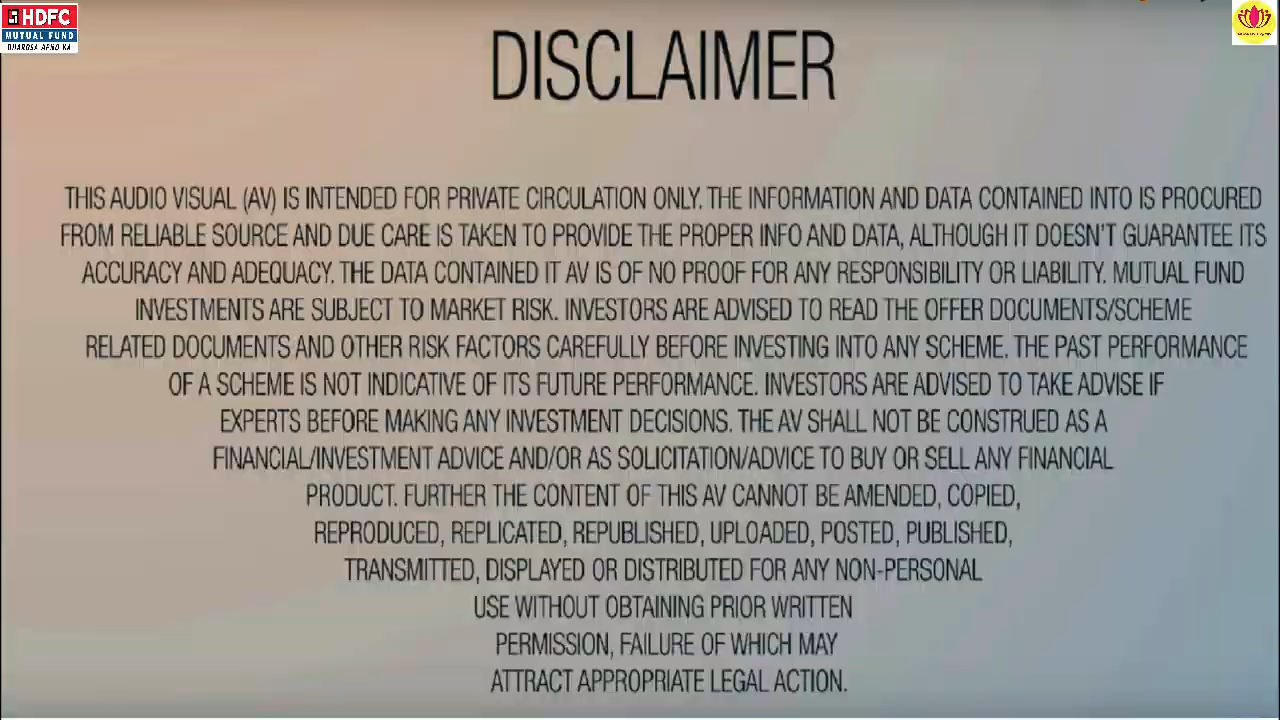 HDFC
MUTUAL FUND
BHAROSA APNO KA
DISCLAIMER
THIS AUDIO VISUAL (AV) IS INTENDED FOR PRIVATE CIRCULATION ONLY. THE INFORMATION AND DATA CONTAINED INTO IS PROCURED
FROM RELIABLE SOURCE AND DUE CARE IS TAKEN TO PROVIDE THE PROPER INFO AND DATA, ALTHOUGH IT DOESN'T GUARANTEE ITS
ACCURACY AND ADEQUACY. THE DATA CONTAINED IT AV IS OF NO PROOF FOR ANY RESPONSIBILITY OR LIABILITY. MUTUAL FUND
INVESTMENTS ARE SUBJECT TO MARKET RISK. INVESTORS ARE ADVISED TO READ THE OFFER DOCUMENTS/SCHEME
RELATED DOCUMENTS AND OTHER RISK FACTORS CAREFULLY BEFORE INVESTING INTO ANY SCHEME. THE PAST PERFORMANCE
OF A SCHEME IS NOT INDICATIVE OF ITS FUTURE PERFORMANCE. INVESTORS ARE ADVISED TO TAKE ADVISE IF
EXPERTS BEFORE MAKING ANY INVESTMENT DECISIONS. THE AV SHALL NOT BE CONSTRUED AS A
FINANCIAL/INVESTMENT ADVICE AND/OR AS SOLICITATION/ADVICE TO BUY OR SELL ANY FINANCIAL
PRODUCT. FURTHER THE CONTENT OF THIS AV CANNOT BE AMENDED, COPIED,
REPRODUCED, REPLICATED, REPUBLISHED, UPLOADED, POSTED, PUBLISHED,
TRANSMITTED, DISPLAYED OR DISTRIBUTED FOR ANY NON-PERSONAL
USE WITHOUT OBTAINING PRIOR WRITTEN
PERMISSION, FAILURE OF WHICH MAY
ATTRACT APPROPRIATE LEGAL ACTION.